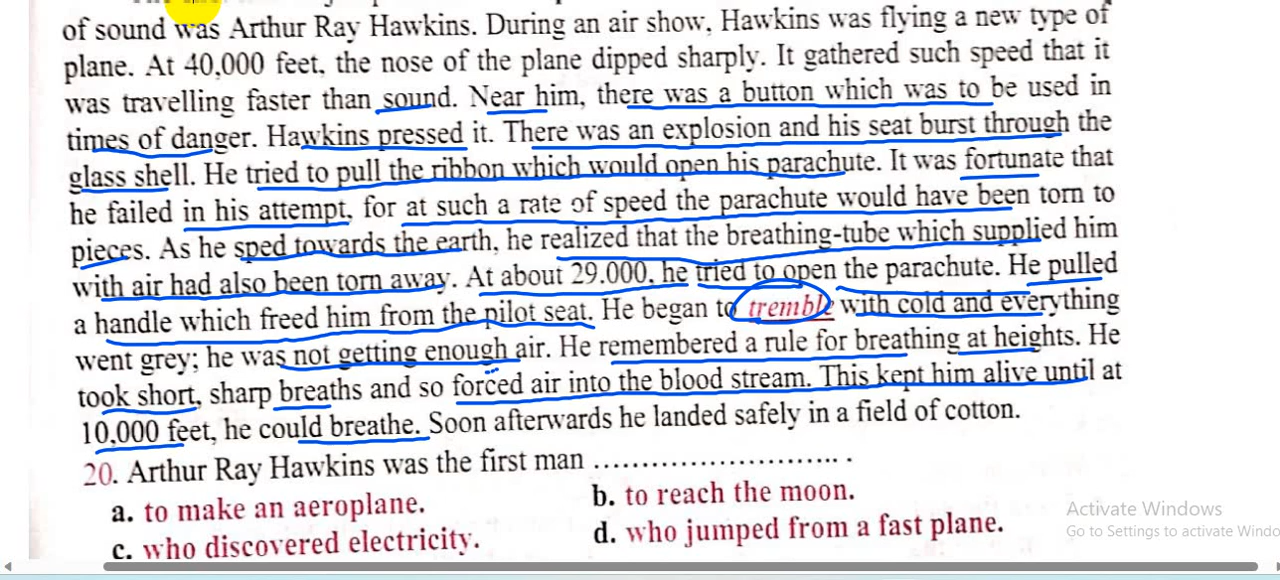 of sound was Arthur Ray Hawkins. During an air show, Hawkins was flying a new type of
plane. At 40,000 feet, the nose of the plane dipped sharply. It gathered such speed that it
was travelling faster than sound. Near him, there was a button which was to be used in
times of danger. Hawkins pressed it. There was an explosion and his seat burst through the
glass shell. He tried to pull the ribbon which would open his parachute. It was fortunate that
he failed in his attempt, for at such a rate of speed the parachute would have been torn to
pieces. As he sped towards the earth, he realized that the breathing-tube which supplied him
with air had also been torn away. At about 29.000, he tried to open the parachute. He pulled
a handle which freed him from the pilot seat. He began to tremble with cold and everything
went grey; he was not getting enough air. He remembered a rule for breathing at heights. He
took short, sharp breaths and so forced air into the blood stream. This kept him alive until at
10,000 feet, he could breathe. Soon afterwards he landed safely in a field of cotton.
20. Arthur Ray Hawkins was the first man ............................. .
a. to make an aeroplane.
b. to reach the moon.
c. who discovered electricity.
d. who jumped from a fast plane.
Activate Windows
Go to Settings to activate Windo